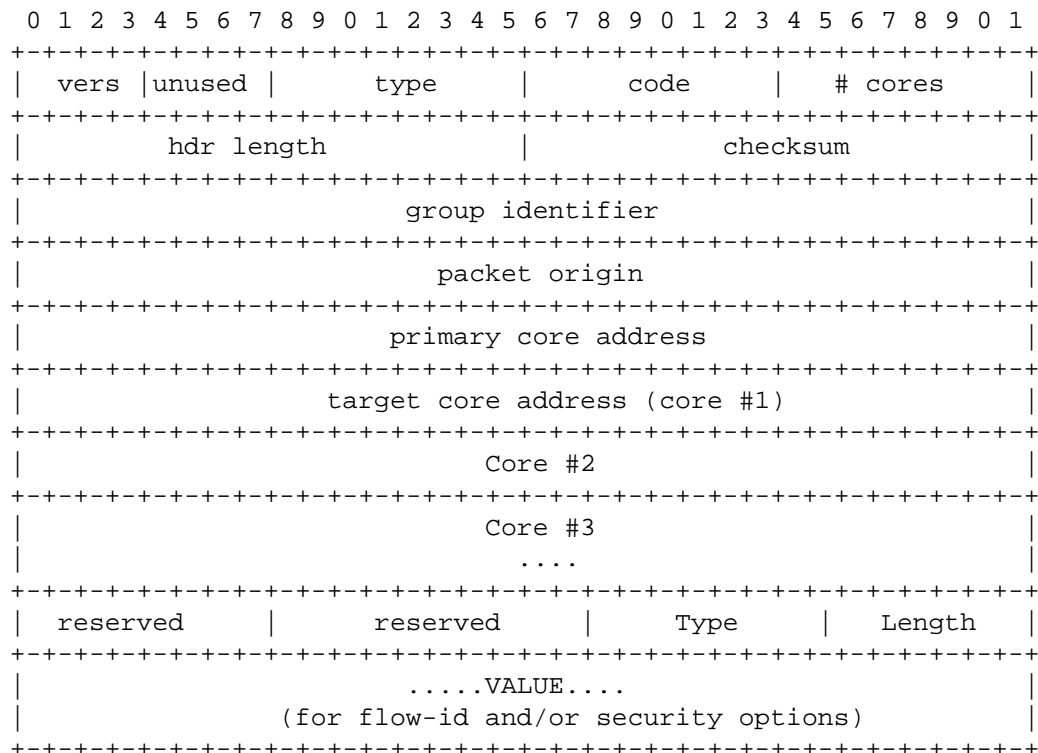 0 1 2 3 4 5 6 7 8 9 0 1 2 3 4 5 6 7 8 9 0 1 2 3 4 5 6 7 8 9 0 1
+-+-+-+-+-+-+-+-+-+-+-+-+-+-+-+-+-+-+-+-+-+-+-+-+-+-+-+-+-+-+-+-+
|  vers |unused |      type     |      code     |   # cores     |
+-+-+-+-+-+-+-+-+-+-+-+-+-+-+-+-+-+-+-+-+-+-+-+-+-+-+-+-+-+-+-+-+
|         hdr length            |            checksum           |
+-+-+-+-+-+-+-+-+-+-+-+-+-+-+-+-+-+-+-+-+-+-+-+-+-+-+-+-+-+-+-+-+
|                        group identifier                       |
+-+-+-+-+-+-+-+-+-+-+-+-+-+-+-+-+-+-+-+-+-+-+-+-+-+-+-+-+-+-+-+-+
|                          packet origin                        |
+-+-+-+-+-+-+-+-+-+-+-+-+-+-+-+-+-+-+-+-+-+-+-+-+-+-+-+-+-+-+-+-+
|                       primary core address                    |
+-+-+-+-+-+-+-+-+-+-+-+-+-+-+-+-+-+-+-+-+-+-+-+-+-+-+-+-+-+-+-+-+
|                   target core address (core #1)               |
+-+-+-+-+-+-+-+-+-+-+-+-+-+-+-+-+-+-+-+-+-+-+-+-+-+-+-+-+-+-+-+-+
|                             Core #2                           |
+-+-+-+-+-+-+-+-+-+-+-+-+-+-+-+-+-+-+-+-+-+-+-+-+-+-+-+-+-+-+-+-+
|                             Core #3                           |
|                               ....                            |
+-+-+-+-+-+-+-+-+-+-+-+-+-+-+-+-+-+-+-+-+-+-+-+-+-+-+-+-+-+-+-+-+
|  reserved     |      reserved     |     Type     |   Length   |
+-+-+-+-+-+-+-+-+-+-+-+-+-+-+-+-+-+-+-+-+-+-+-+-+-+-+-+-+-+-+-+-+
|                        .....VALUE....                         |
|                (for flow-id and/or security options)          |
+-+-+-+-+-+-+-+-+-+-+-+-+-+-+-+-+-+-+-+-+-+-+-+-+-+-+-+-+-+-+-+-+